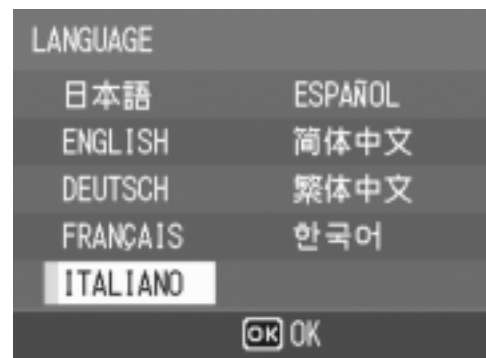 LANGUAGE
日本語 ESPAÑOL
ENGLISH 简体中文
DEUTSCH 繁体中文
FRANÇAIS 한국어
ITALIANO
OK OK